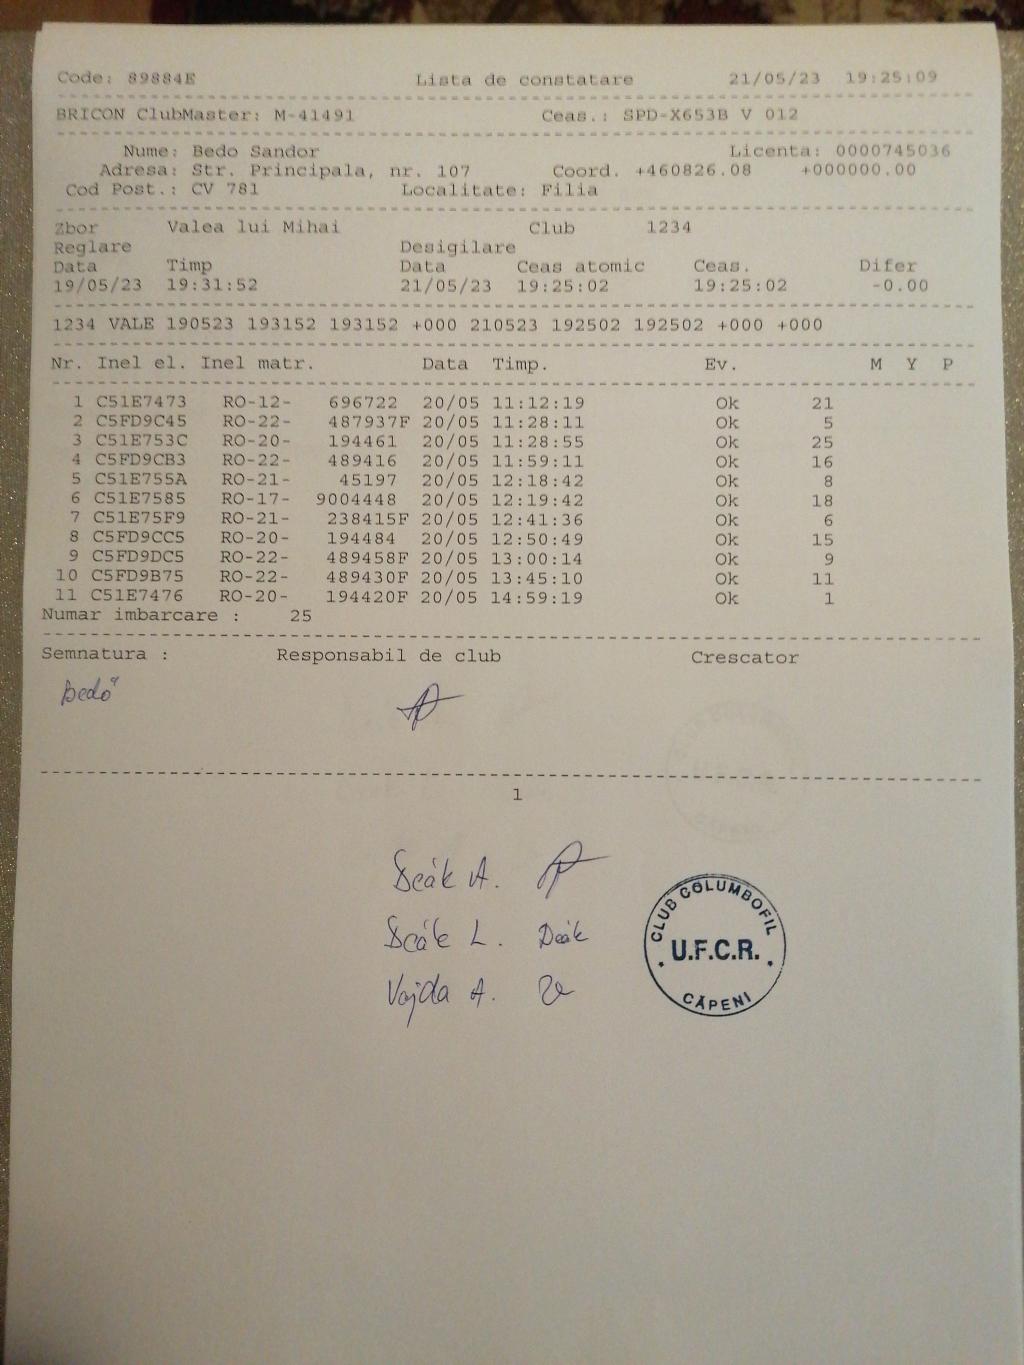 Code: 89884E Lista de constatare 21/05/23 19:25:09
BRICON ClubMaster: M-41491 Ceas.: SPD-X653B V 012
Nume: Bedo Sandor Licenta: 0000745036
Adresa: Str. Principala, nr. 107 Coord. +460826.08 +000000.00
Cod Post.: CV 781 Localitate: Filia
Zbor Valea lui Mihai Club 1234
Reglare Desigilare
Data Timp Data Ceas atomic Ceas. Difer
19/05/23 19:31:52 21/05/23 19:25:02 19:25:02 -0.00
1234 VALE 190523 193152 193152 +000 210523 192502 192502 +000 +000
Nr. Inel el. Inel matr. Data Timp. Ev. M Y P
1 C51E7473 RO-12- 696722 20/05 11:12:19 Ok 21
2 C5FD9C45 RO-22- 487937F 20/05 11:28:11 Ok 5
3 C51E753C RO-20- 194461 20/05 11:28:55 Ok 25
4 C5FD9CB3 RO-22- 489416 20/05 11:59:11 Ok 16
5 C51E755A RO-21- 45197 20/05 12:18:42 Ok 8
6 C51E7585 RO-17- 9004448 20/05 12:19:42 Ok 18
7 C51E75F9 RO-21- 238415F 20/05 12:41:36 Ok 6
8 C5FD9CC5 RO-20- 194484 20/05 12:50:49 Ok 15
9 C5FD9DC5 RO-22- 489458F 20/05 13:00:14 Ok 9
10 C5FD9B75 RO-22- 489430F 20/05 13:45:10 Ok 11
11 C51E7476 RO-20- 194420F 20/05 14:59:19 Ok 1
Numar imbarcare : 25
Semnatura : Responsabil de club Crescator
Bedő
1
Deák A.
Deák L. Deák
Vajda A.
CLUB COLUMBOFIL
U.F.C.R.
CĂPENI